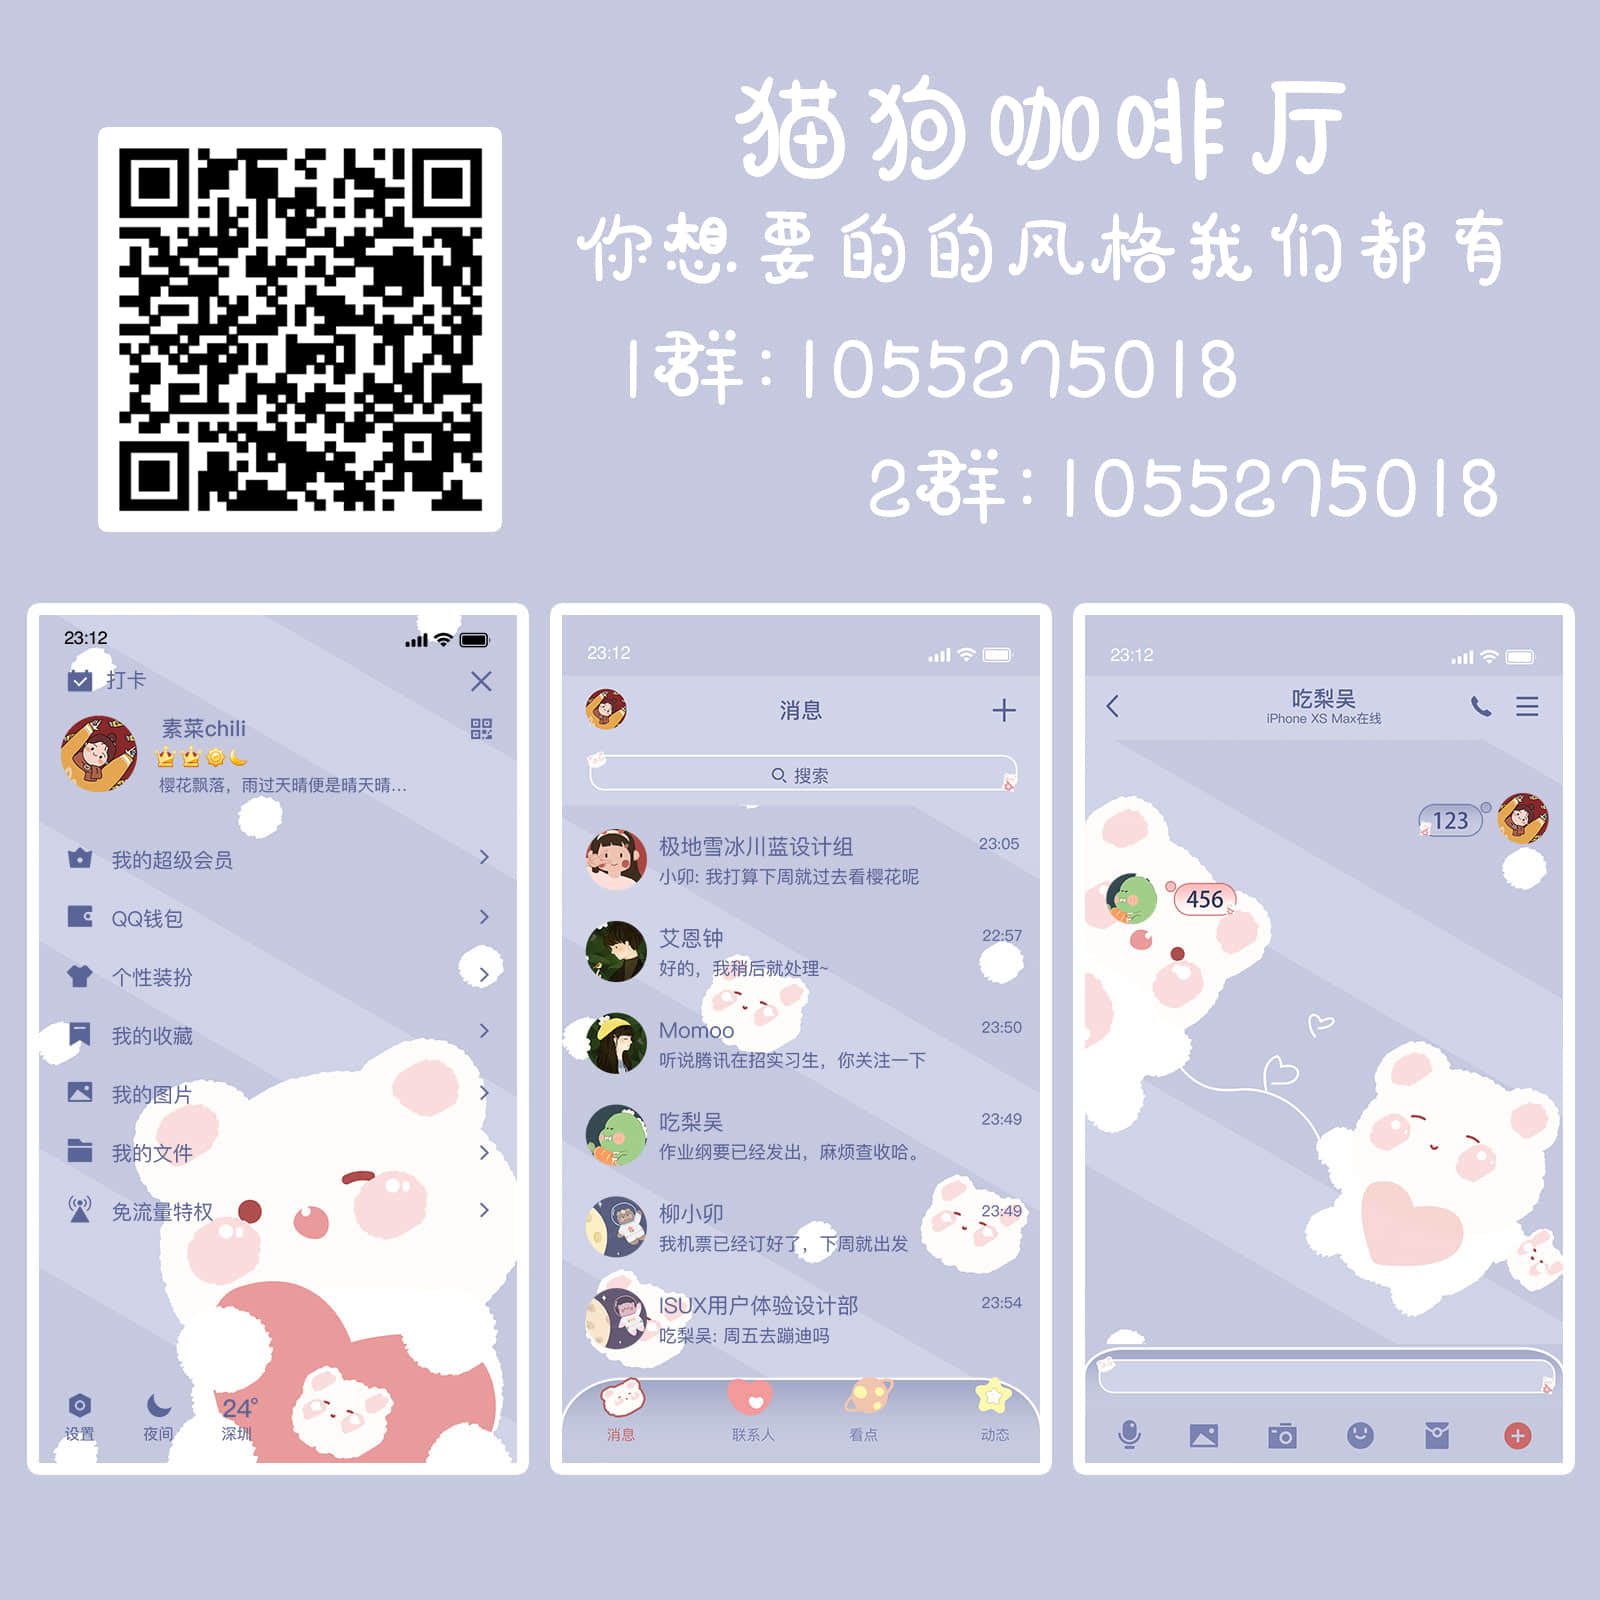 猫狗咖啡厅
你想要的的风格我们都有
1群:1055275018
2群:1055275018
23:12
打卡
素菜chili
樱花飘落，雨过天晴便是晴天晴...
我的超级会员
QQ钱包
个性装扮
我的收藏
我的图片
我的文件
免流量特权
24°
设置 夜间 深圳
23:12
消息
搜索
极地雪冰川蓝设计组 23:05
小卯: 我打算下周就过去看樱花呢
艾恩钟 22:57
好的，我稍后就处理~
Momoo 23:50
听说腾讯在招实习生，你关注一下
吃梨吴 23:49
作业纲要已经发出，麻烦查收哈。
柳小卯 23:49
我机票已经订好了，下周就出发
ISUX用户体验设计部 23:54
吃梨吴: 周五去蹦迪吗
消息 联系人 看点 动态
23:12
吃梨吴
iPhone XS Max在线
123
456